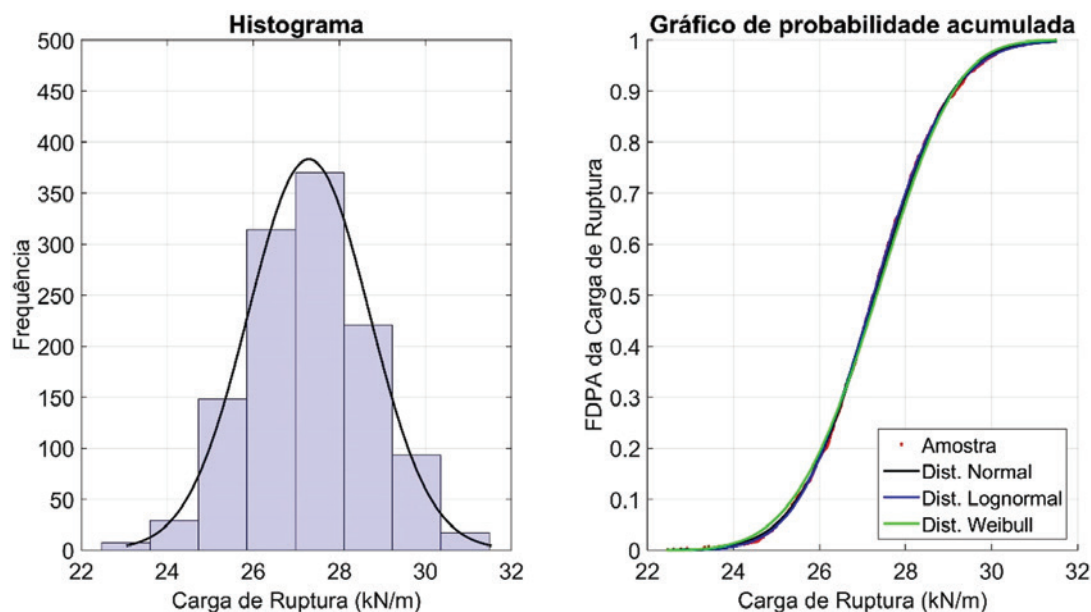 Histograma
500
450
400
350
300
250
200
150
100
50
0
Frequência
22 24 26 28 30 32
Carga de Ruptura (kN/m)
Gráfico de probabilidade acumulada
1
0.9
0.8
0.7
0.6
0.5
0.4
0.3
0.2
0.1
0
FDPA da Carga de Ruptura
Amostra
Dist. Normal
Dist. Lognormal
Dist. Weibull
22 24 26 28 30 32
Carga de Ruptura (kN/m)